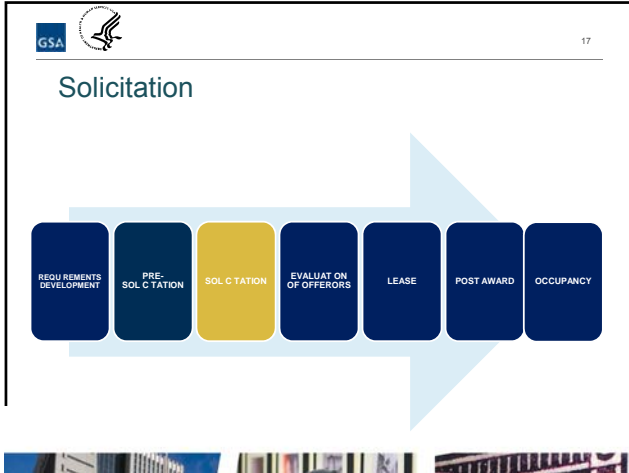 GSA
17
Solicitation
REQU REMENTS
DEVELOPMENT
PRE-
SOL C TATION
SOL C TATION
EVALUAT ON
OF OFFERORS
LEASE
POST AWARD
OCCUPANCY